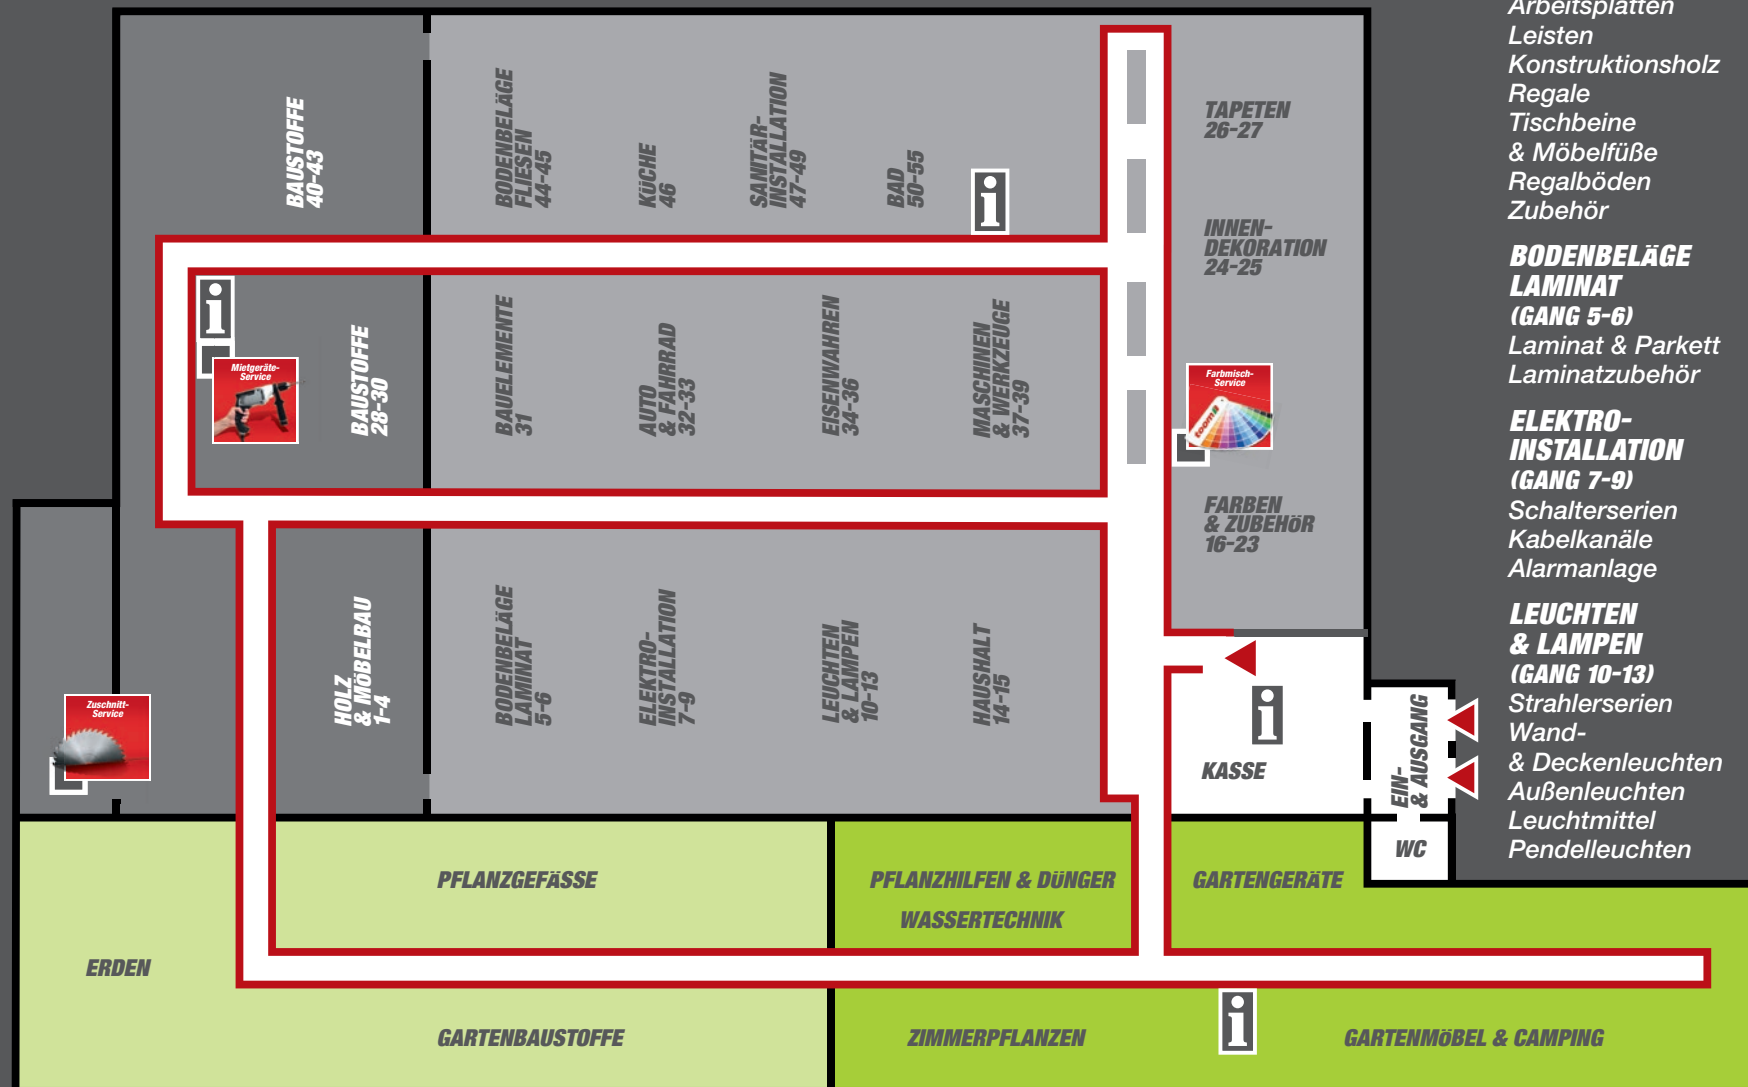 BAUSTOFFE
40-43
BODENBELÄGE
FLIESEN
44-45
KÜCHE
46
SANITÄR-
INSTALLATION
47-49
BAD
50-55
i
TAPETEN
26-27
INNEN-
DEKORATION
24-25
i
Mietgeräte-
Service
BAUSTOFFE
28-30
BAUELEMENTE
31
AUTO
& FAHRRAD
32-33
EISENWAHREN
34-36
MASCHINEN
& WERKZEUGE
37-39
Farbmisch-
Service
toom
FARBEN
& ZUBEHÖR
16-23
Zuschnitt-
Service
HOLZ
& MÖBELBAU
1-4
BODENBELÄGE
LAMINAT
5-6
ELEKTRO-
INSTALLATION
7-9
LEUCHTEN
& LAMPEN
10-13
HAUSHALT
14-15
i
KASSE
EIN-
& AUSGANG
WC
PFLANZGEFÄSSE
PFLANZHILFEN & DÜNGER
WASSERTECHNIK
GARTENGERÄTE
ERDEN
GARTENBAUSTOFFE
ZIMMERPFLANZEN
i
GARTENMÖBEL & CAMPING
Arbeitsplatten
Leisten
Konstruktionsholz
Regale
Tischbeine
& Möbelfüße
Regalböden
Zubehör
BODENBELÄGE
LAMINAT
(GANG 5-6)
Laminat & Parkett
Laminatzubehör
ELEKTRO-
INSTALLATION
(GANG 7-9)
Schalterserien
Kabelkanäle
Alarmanlage
LEUCHTEN
& LAMPEN
(GANG 10-13)
Strahlerserien
Wand-
& Deckenleuchten
Außenleuchten
Leuchtmittel
Pendelleuchten